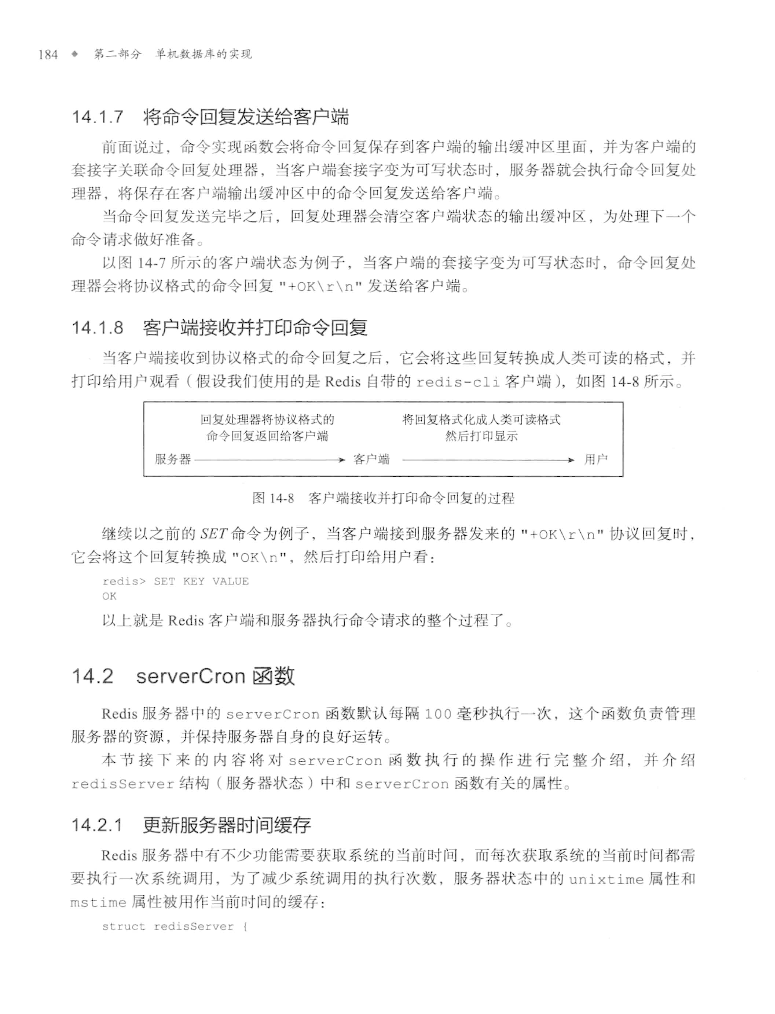 184 ◆ 第二部分 单机数据库的实现
14.1.7 将命令回复发送给客户端
前面说过，命令实现函数会将命令回复保存到客户端的输出缓冲区里面，并为客户端的
套接字关联命令回复处理器，当客户端套接字变为可写状态时，服务器就会执行命令回复处
理器，将保存在客户端输出缓冲区中的命令回复发送给客户端。
当命令回复发送完毕之后，回复处理器会清空客户端状态的输出缓冲区，为处理下一个
命令请求做好准备。
以图 14-7 所示的客户端状态为例子，当客户端的套接字变为可写状态时，命令回复处
理器会将协议格式的命令回复 "+OK\r\n" 发送给客户端。
14.1.8 客户端接收并打印命令回复
当客户端接收到协议格式的命令回复之后，它会将这些回复转换成人类可读的格式，并
打印给用户观看（假设我们使用的是 Redis 自带的 redis-cli 客户端），如图 14-8 所示。
回复处理器将协议格式的 将回复格式化成人类可读格式
命令回复返回给客户端 然后打印显示
服务器 客户端 用户
图 14-8 客户端接收并打印命令回复的过程
继续以之前的 SET 命令为例子，当客户端接到服务器发来的 "+OK\r\n" 协议回复时，
它会将这个回复转换成 "OK\n"，然后打印给用户看：
redis> SET KEY VALUE
OK
以上就是 Redis 客户端和服务器执行命令请求的整个过程了。
14.2 serverCron 函数
Redis 服务器中的 serverCron 函数默认每隔 100 毫秒执行一次，这个函数负责管理
服务器的资源，并保持服务器自身的良好运转。
本节接下来的内容将对 serverCron 函数执行的操作进行完整介绍，并介绍
redisServer 结构（服务器状态）中和 serverCron 函数有关的属性。
14.2.1 更新服务器时间缓存
Redis 服务器中有不少功能需要获取系统的当前时间，而每次获取系统的当前时间都需
要执行一次系统调用，为了减少系统调用的执行次数，服务器状态中的 unixtime 属性和
mstime 属性被用作当前时间的缓存：
struct redisServer {